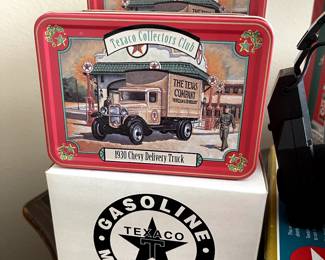 Texaco Collectors Club
THE TEXAS
COMPANY
1930 Chevy Delivery Truck
GASOLINE
TEXACO
T